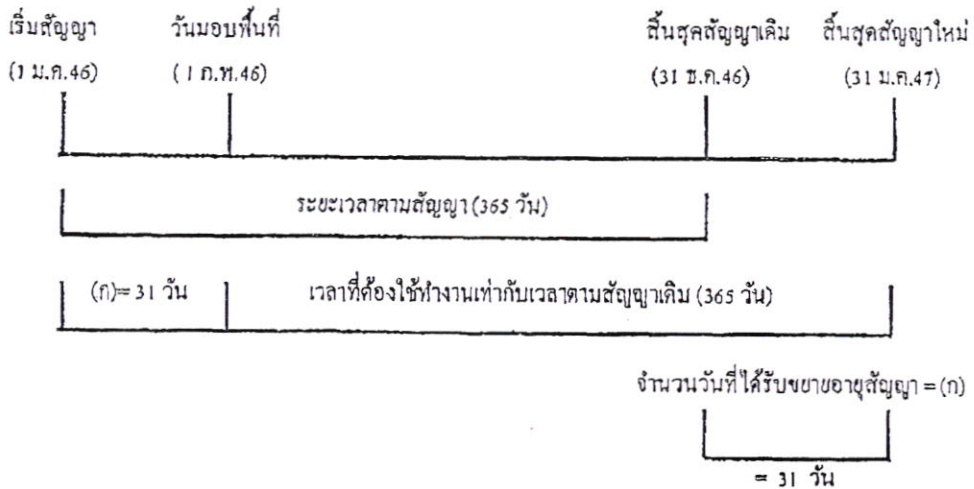 เริ่มสัญญา วันมอบพื้นที่ สิ้นสุดสัญญาเดิม สิ้นสุดสัญญาใหม่
(1 ม.ค.46) (1 ก.พ.46) (31 ธ.ค.46) (31 ม.ค.47)
ระยะเวลาตามสัญญา (365 วัน)
(ก)= 31 วัน เวลาที่ต้องใช้ทำงานเท่ากับเวลาตามสัญญาเดิม (365 วัน)
จำนวนวันที่ได้รับขยายอายุสัญญา = (ก)
= 31 วัน